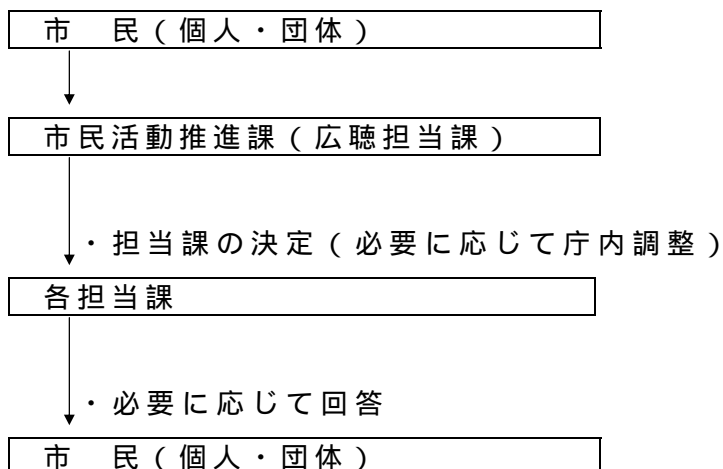 市　民（個人・団体）
市民活動推進課（広聴担当課）
・担当課の決定（必要に応じて庁内調整）
各担当課
・必要に応じて回答
市　民（個人・団体）